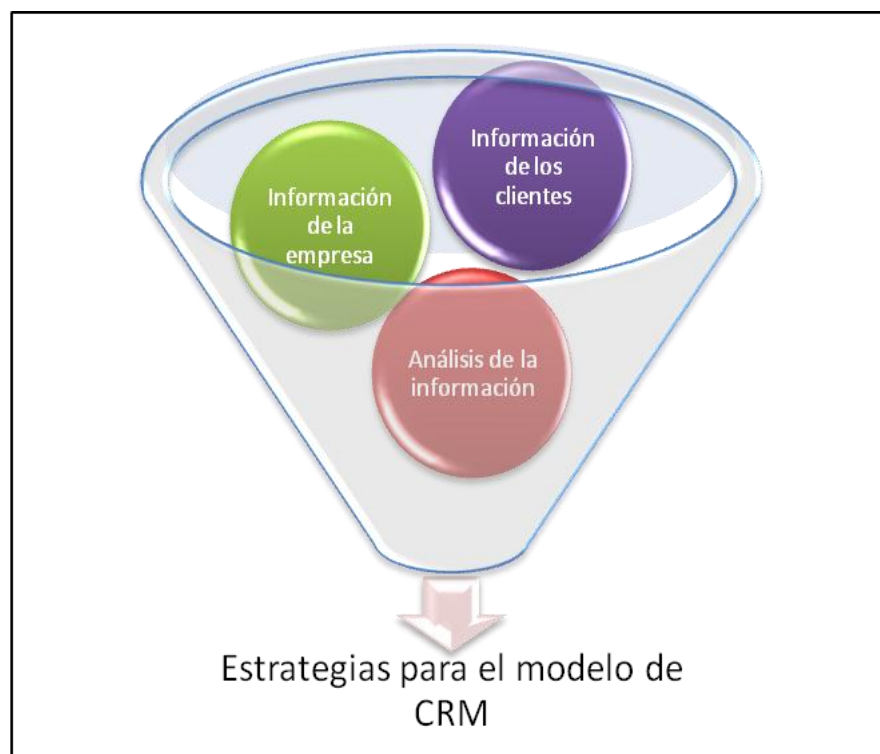 Información
de los
clientes
Información
de la
empresa
Análisis de la
información
Estrategias para el modelo de
CRM